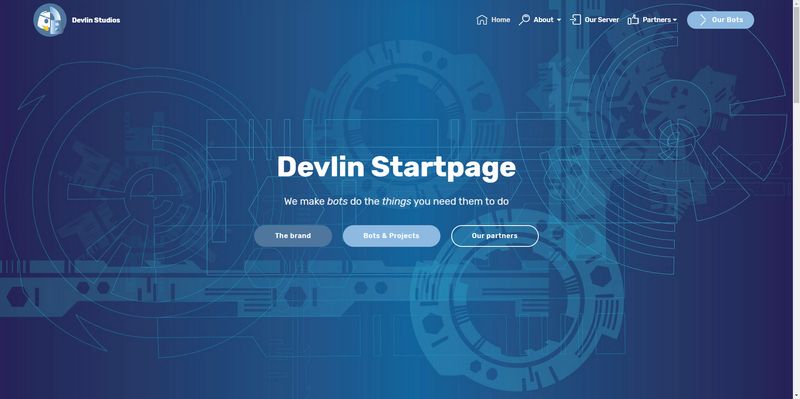 Devlin Studios
Home
About
Our Server
Partners
Our Bots
Devlin Startpage
We make bots do the things you need them to do
The brand
Bots & Projects
Our partners